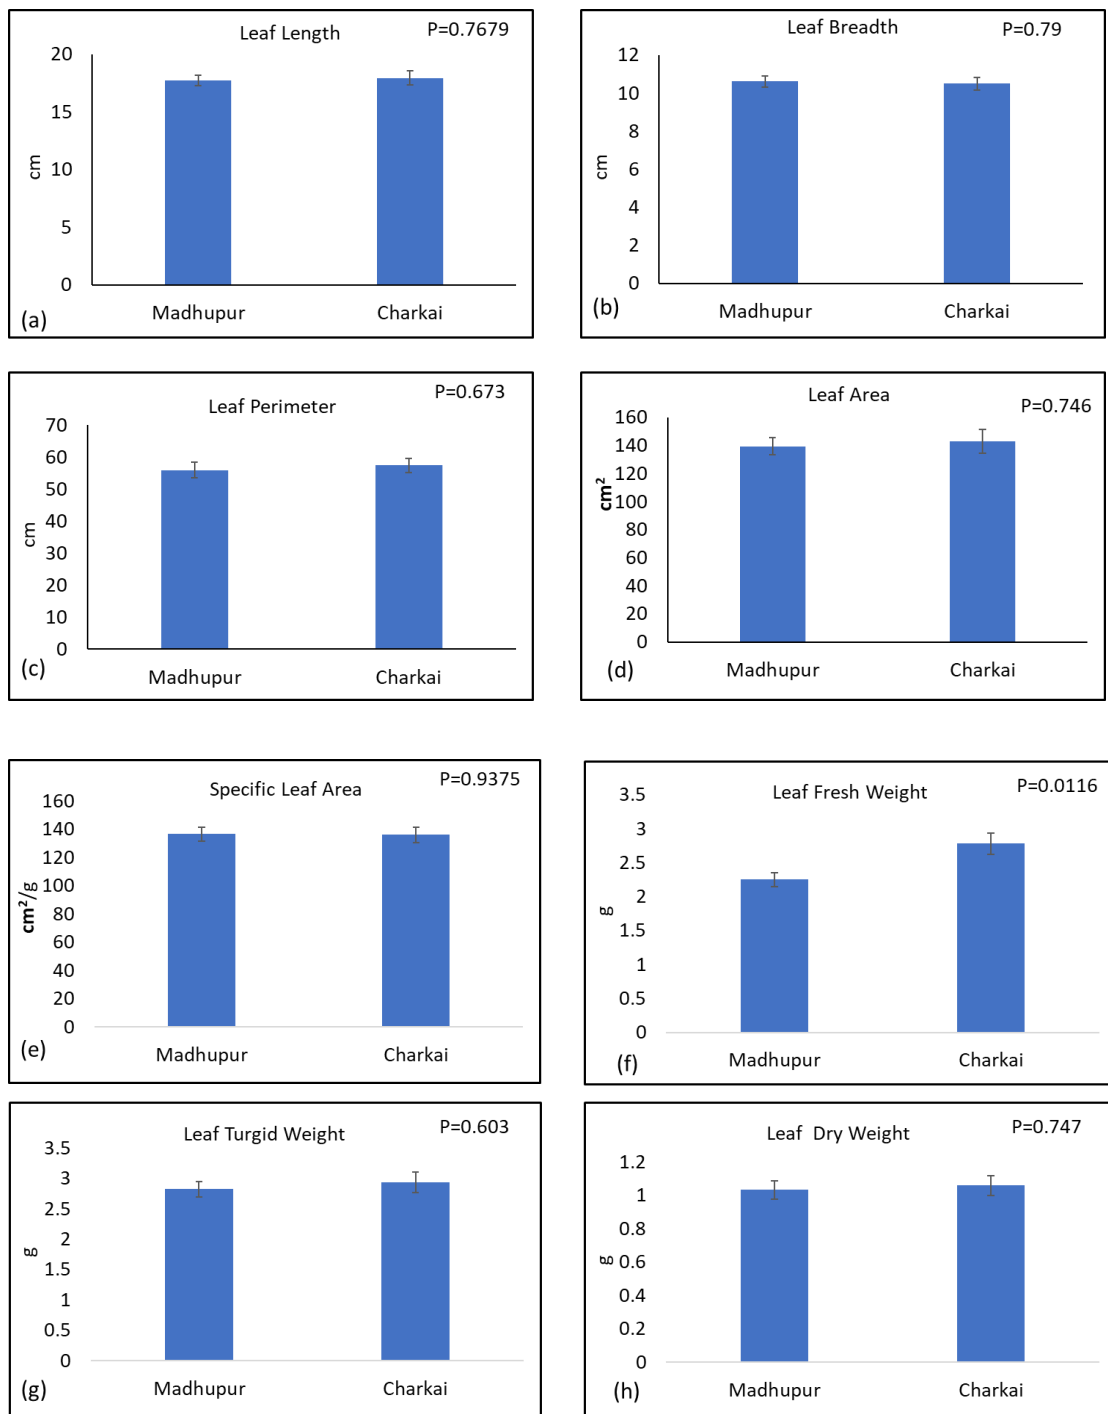 Leaf Length P=0.7679
20
15
10
5
0
cm
Madhupur Charkai
(a)
Leaf Breadth P=0.79
12
10
8
6
4
2
0
cm
Madhupur Charkai
(b)
Leaf Perimeter P=0.673
70
60
50
40
30
20
10
0
cm
Madhupur Charkai
(c)
Leaf Area P=0.746
160
140
120
100
80
60
40
20
0
cm²
Madhupur Charkai
(d)
Specific Leaf Area P=0.9375
160
140
120
100
80
60
40
20
0
cm²/g
Madhupur Charkai
(e)
Leaf Fresh Weight P=0.0116
3.5
3
2.5
2
1.5
1
0.5
0
g
Madhupur Charkai
(f)
Leaf Turgid Weight P=0.603
3.5
3
2.5
2
1.5
1
0.5
0
g
Madhupur Charkai
(g)
Leaf Dry Weight P=0.747
1.2
1
0.8
0.6
0.4
0.2
0
g
Madhupur Charkai
(h)